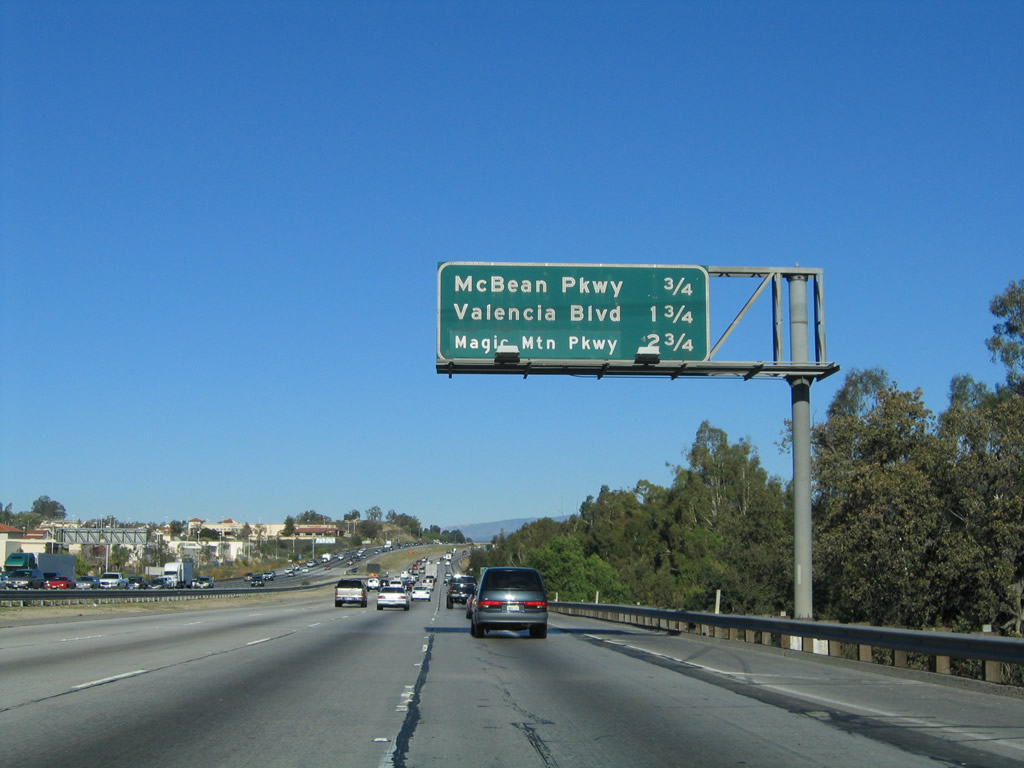 McBean Pkwy 3/4
Valencia Blvd 1 3/4
Magic Mtn Pkwy 2 3/4